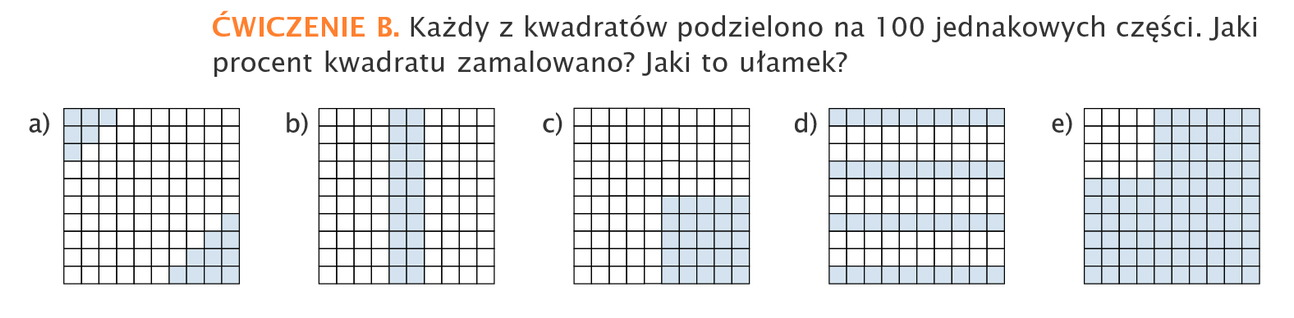 ĆWICZENIE B. Każdy z kwadratów podzielono na 100 jednakowych części. Jaki
procent kwadratu zamalowano? Jaki to ułamek?
a) b) c) d) e)